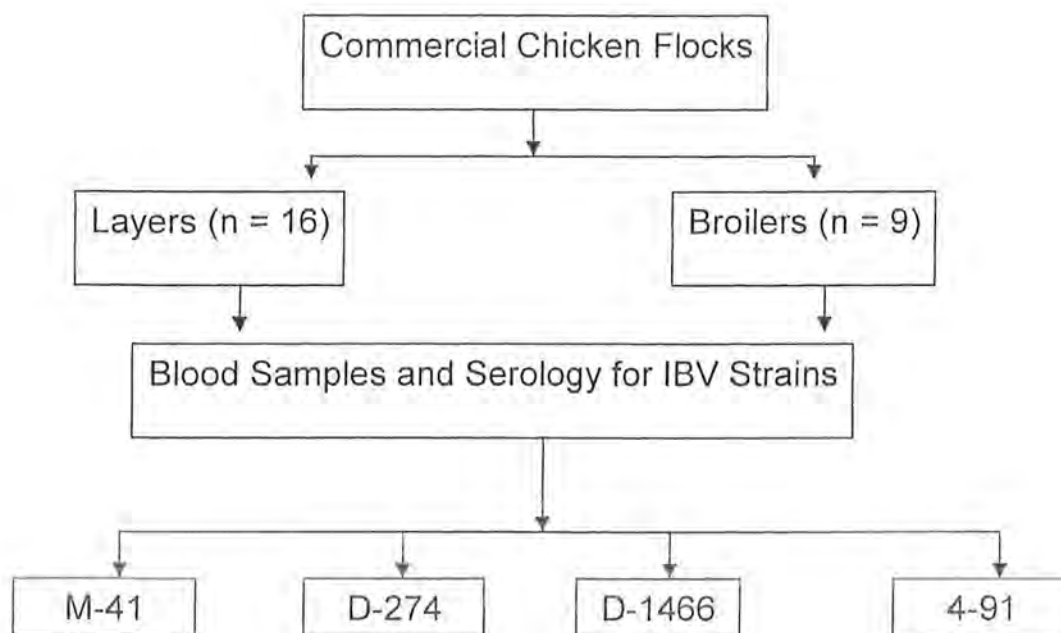 Commercial Chicken Flocks
Layers (n = 16)
Broilers (n = 9)
Blood Samples and Serology for IBV Strains
M-41
D-274
D-1466
4-91